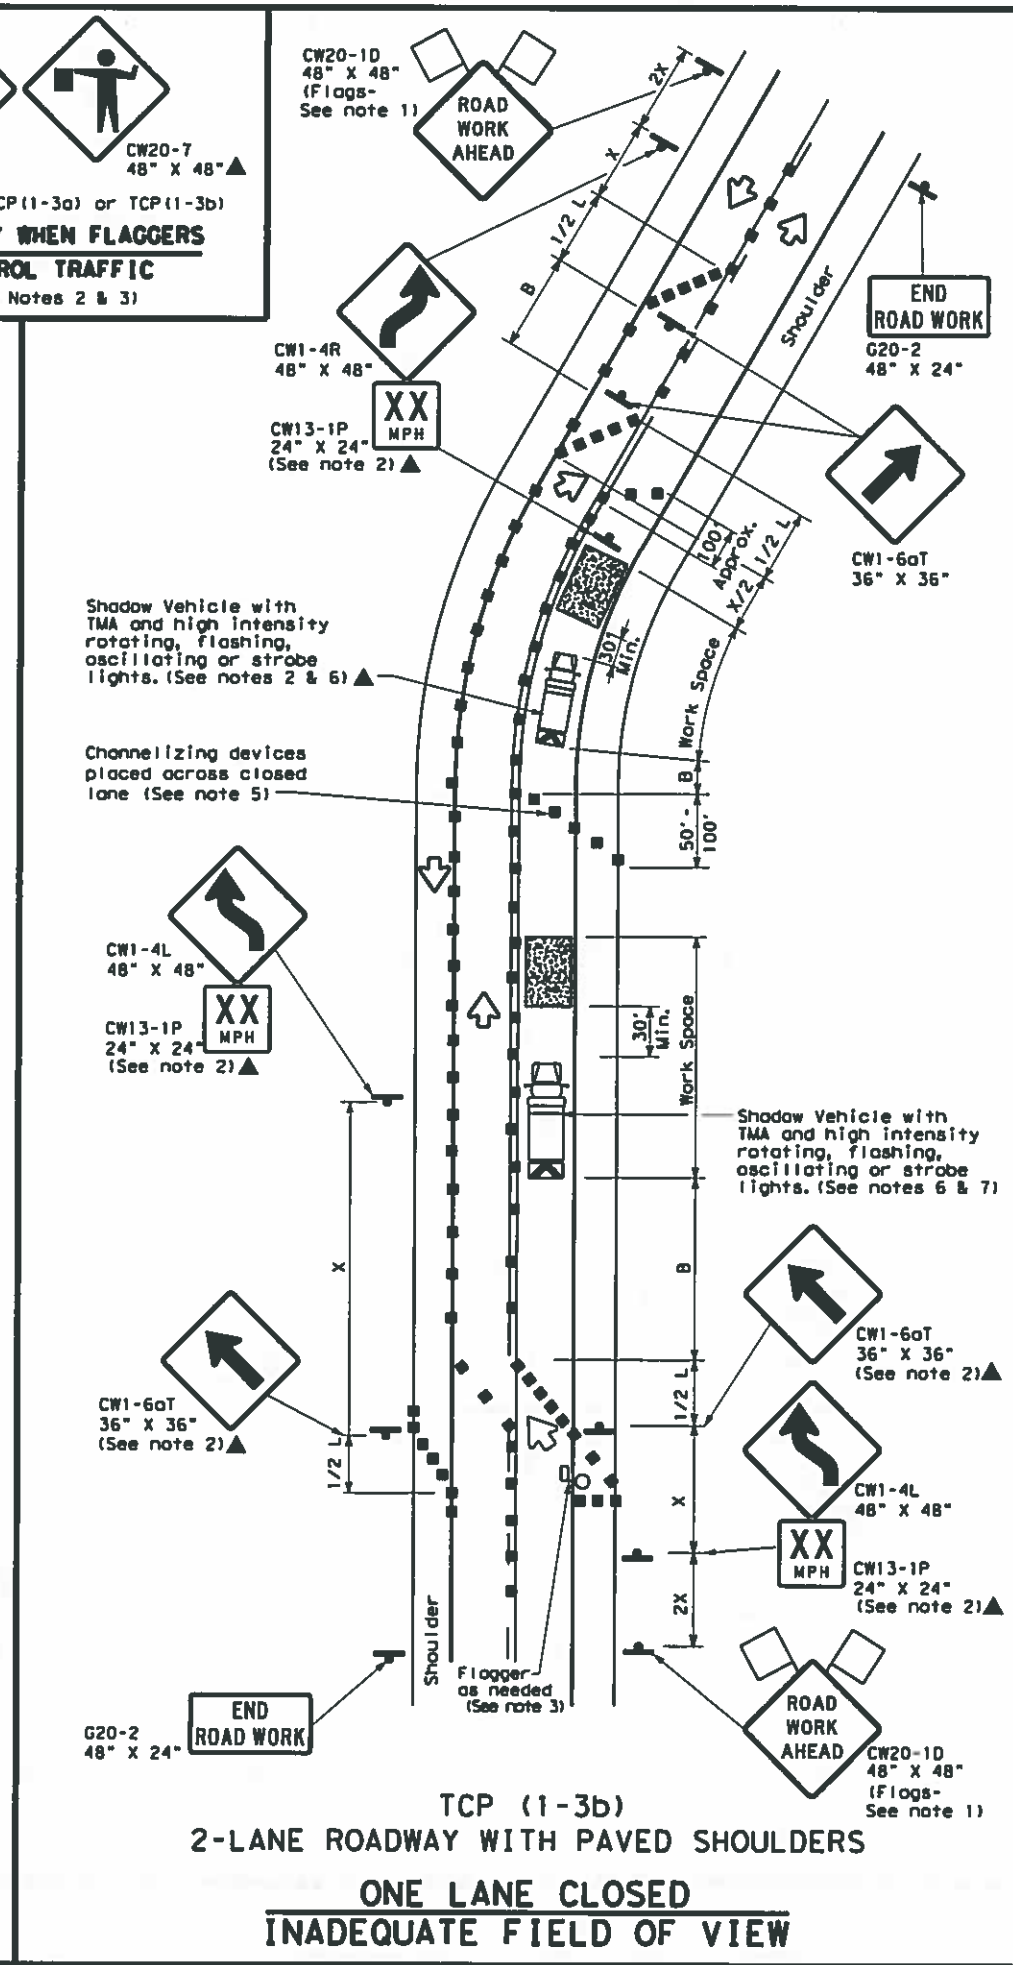 CW20-7
48" X 48"
CP(1-3a) or TCP(1-3b)
WHEN FLAGGERS
ROL TRAFFIC
Notes 2 & 3)
CW20-1D
48" X 48"
(Flags-
See note 1)
ROAD
WORK
AHEAD
2X
X
1/2 L
B
CW1-4R
48" X 48"
XX
MPH
CW13-1P
24" X 24"
(See note 2)
Shoulder
END
ROAD WORK
G20-2
48" X 24"
CW1-6aT
36" X 36"
100'
Approx.
1/2 L
X/2
30'
Min.
Work Space
B
50' -
100'
Shadow Vehicle with
TMA and high intensity
rotating, flashing,
oscillating or strobe
lights. (See notes 2 & 6)
Channelizing devices
placed across closed
lane (See note 5)
CW1-4L
48" X 48"
XX
MPH
CW13-1P
24" X 24"
(See note 2)
30'
Min.
Work Space
Shadow Vehicle with
TMA and high intensity
rotating, flashing,
oscillating or strobe
lights. (See notes 6 & 7)
X
B
CW1-6aT
36" X 36"
(See note 2)
1/2 L
CW1-6aT
36" X 36"
(See note 2)
1/2 L
X
2X
CW1-4L
48" X 48"
XX
MPH
CW13-1P
24" X 24"
(See note 2)
Shoulder
Flagger
as needed
(See note 3)
END
ROAD WORK
G20-2
48" X 24"
ROAD
WORK
AHEAD
CW20-1D
48" X 48"
(Flags-
See note 1)
TCP (1-3b)
2-LANE ROADWAY WITH PAVED SHOULDERS
ONE LANE CLOSED
INADEQUATE FIELD OF VIEW